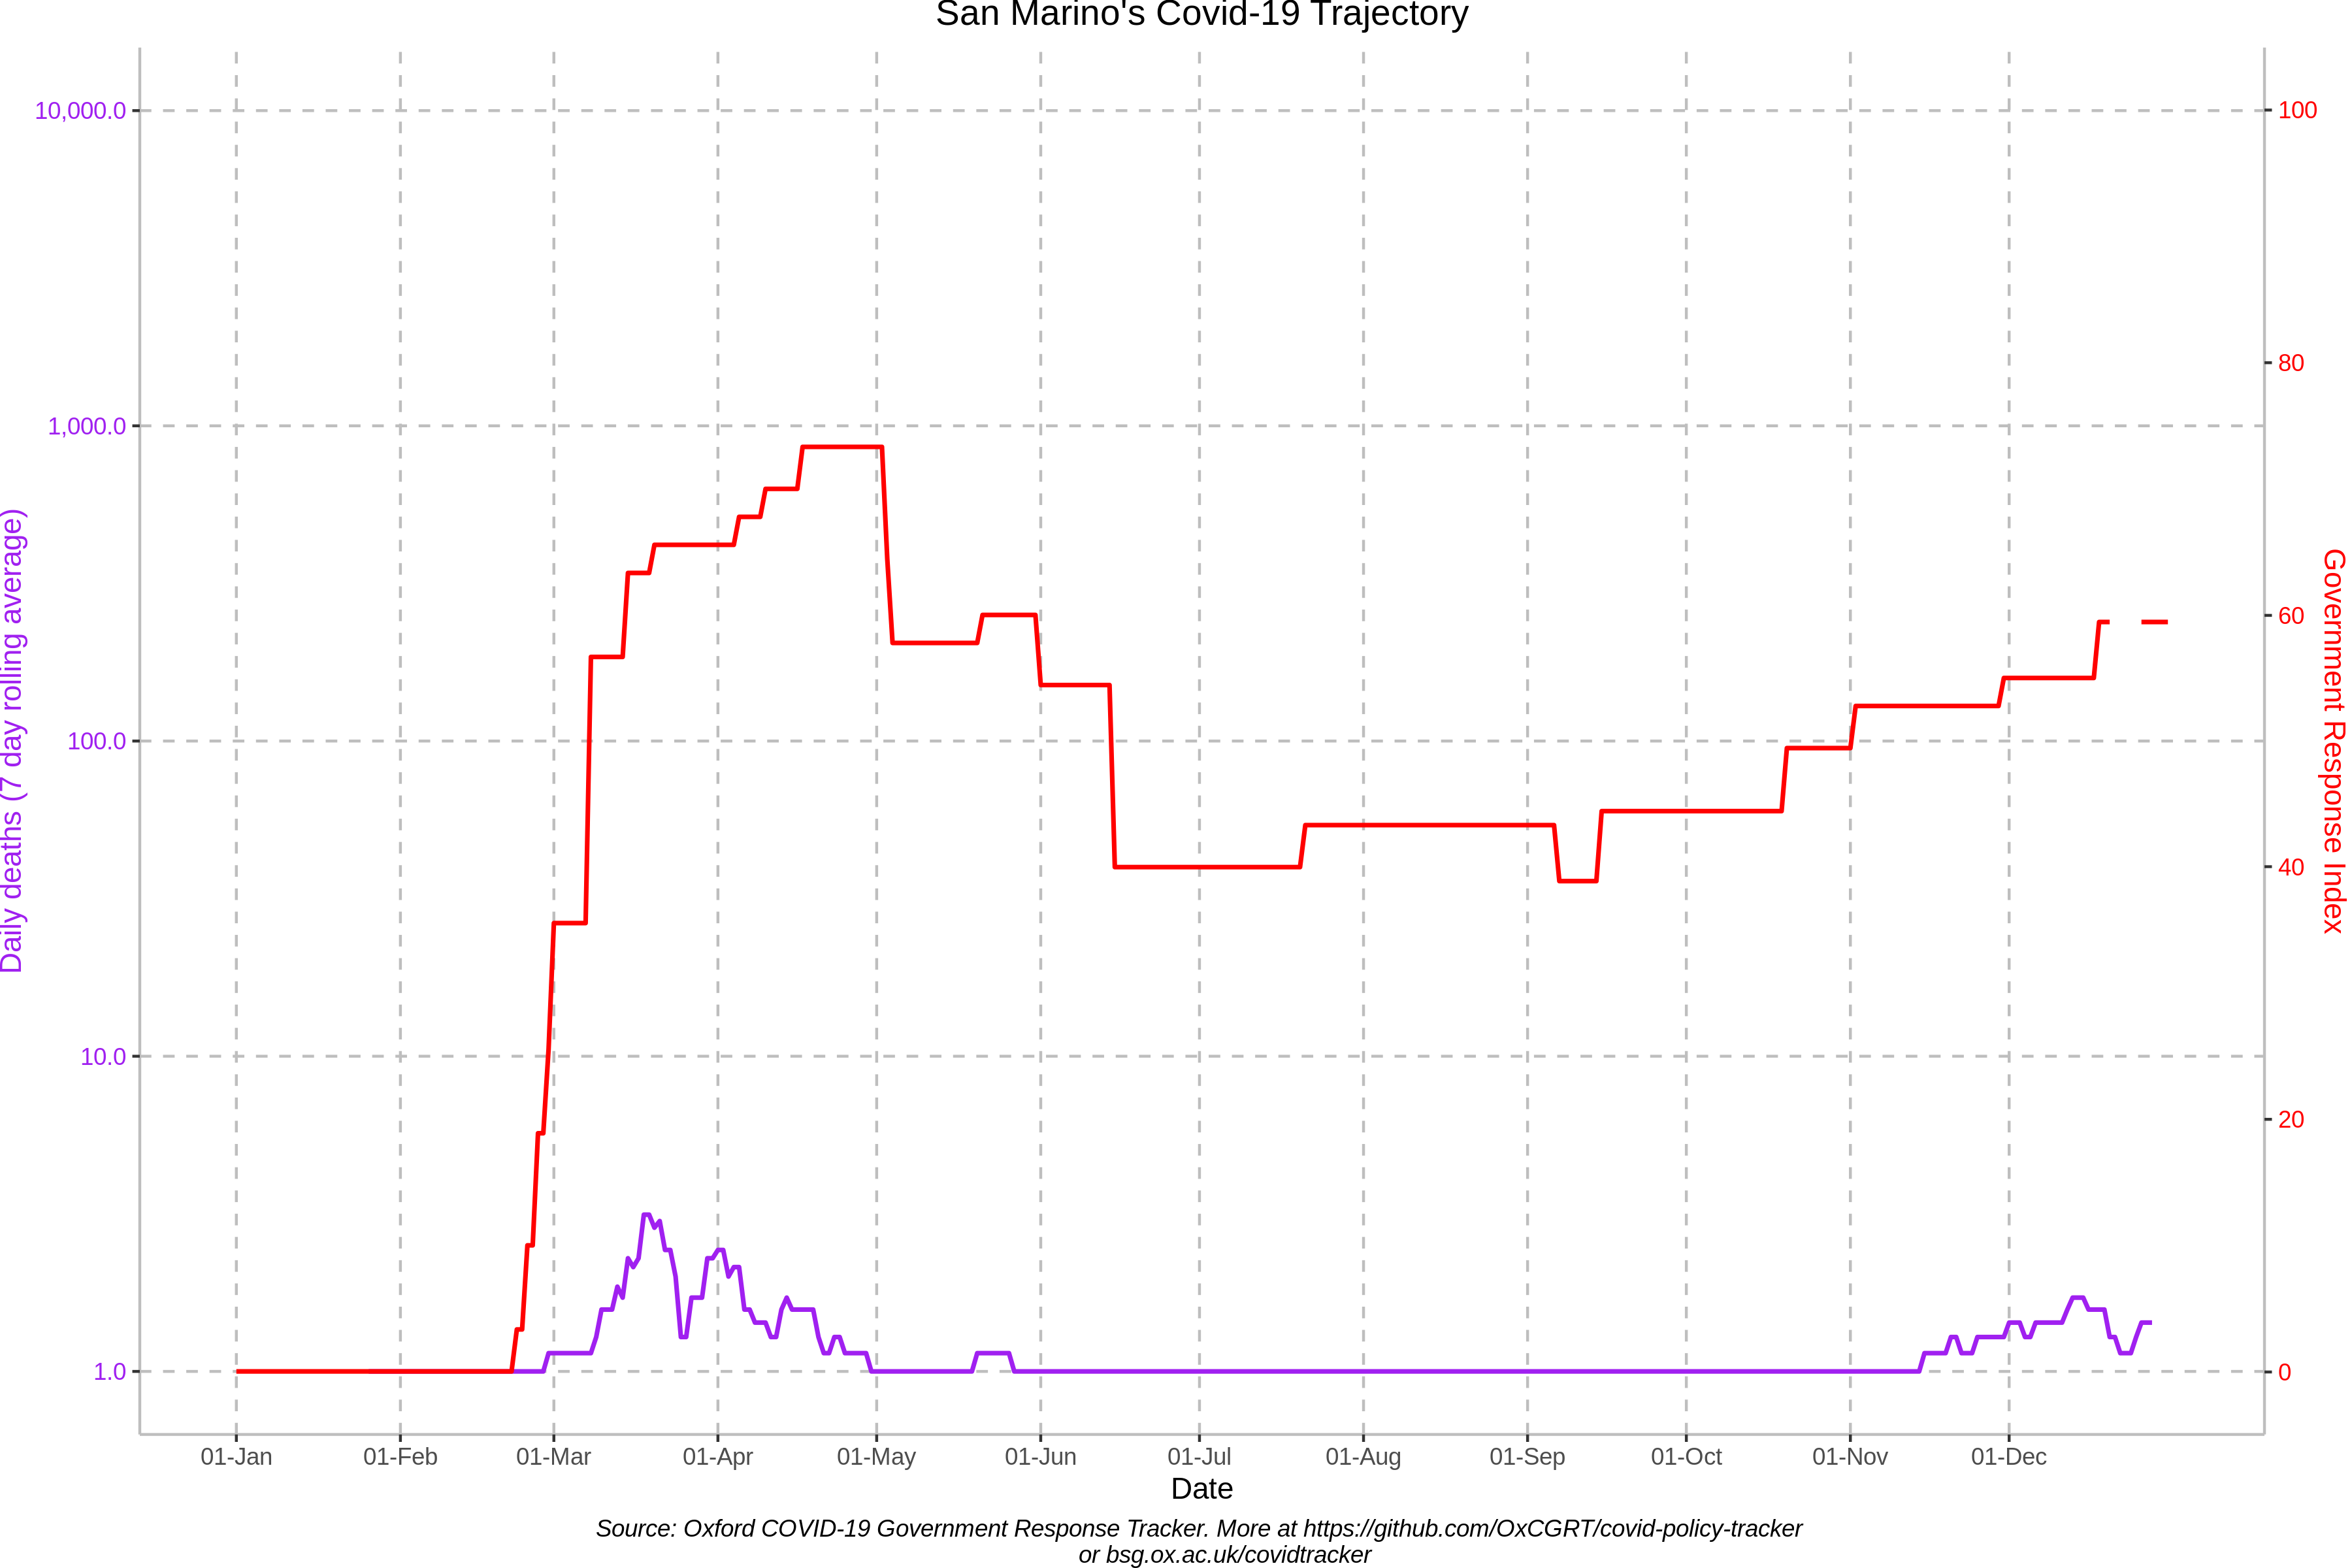 San Marino's Covid-19 Trajectory
10,000.0
1,000.0
100.0
10.0
1.0
Daily deaths (7 day rolling average)
100
80
60
40
20
0
Government Response Index
01-Jan 01-Feb 01-Mar 01-Apr 01-May 01-Jun 01-Jul 01-Aug 01-Sep 01-Oct 01-Nov 01-Dec
Date
Source: Oxford COVID-19 Government Response Tracker. More at https://github.com/OxCGRT/covid-policy-tracker
or bsg.ox.ac.uk/covidtracker